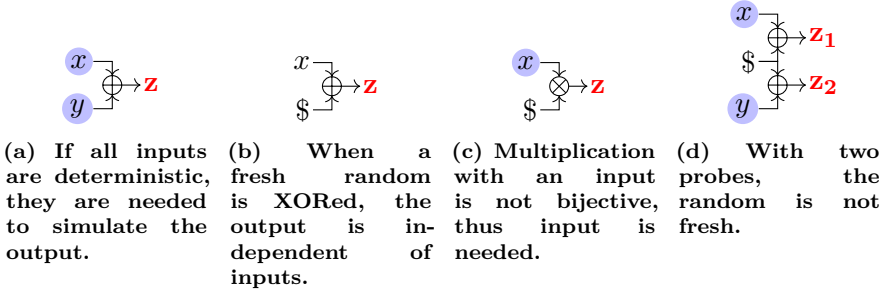 x
y
z
(a) If all inputs
are deterministic,
they are needed
to simulate the
output.
x
$
z
(b) When a
fresh random
is XORed, the
output is in-
dependent of
inputs.
x
$
z
(c) Multiplication
with an input
is not bijective,
thus input is
needed.
x
z1
$
z2
y
(d) With two
probes, the
random is not
fresh.